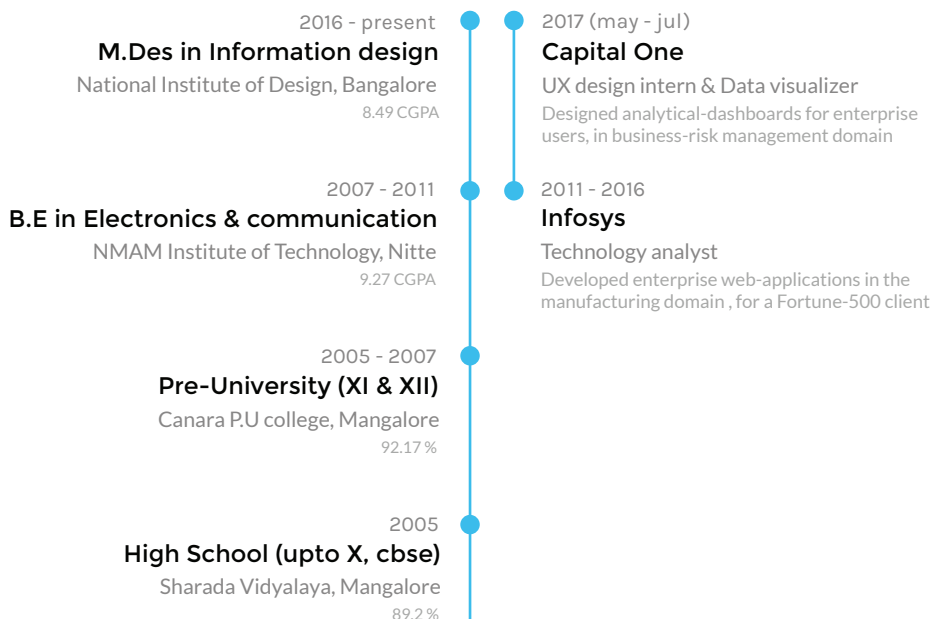 2016 - present
M.Des in Information design
National Institute of Design, Bangalore
8.49 CGPA
2007 - 2011
B.E in Electronics & communication
NMAM Institute of Technology, Nitte
9.27 CGPA
2005 - 2007
Pre-University (XI & XII)
Canara P.U college, Mangalore
92.17 %
2005
High School (upto X, cbse)
Sharada Vidyalaya, Mangalore
89.2 %
2017 (may - jul)
Capital One
UX design intern & Data visualizer
Designed analytical-dashboards for enterprise
users, in business-risk management domain
2011 - 2016
Infosys
Technology analyst
Developed enterprise web-applications in the
manufacturing domain , for a Fortune-500 client